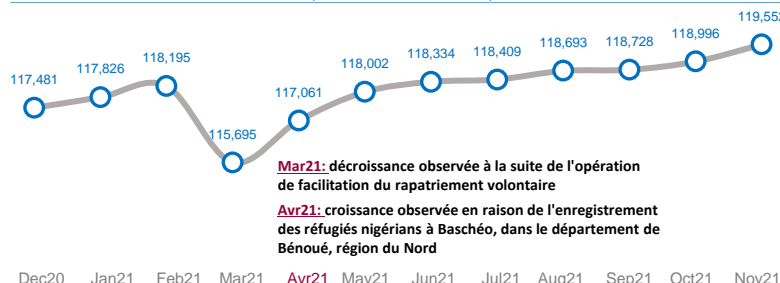 119,552
118,996
118,728
118,693
118,409
118,334
118,002
117,061
115,695
118,195
117,826
117,481
Mar21: décroissance observée à la suite de l'opération
de facilitation du rapatriement volontaire
Avr21: croissance observée en raison de l'enregistrement
des réfugiés nigérians à Baschéo, dans le département de
Bénoué, région du Nord
Dec20 Jan21 Feb21 Mar21 Avr21 May21 Jun21 Jul21 Aug21 Sep21 Oct21 Nov21